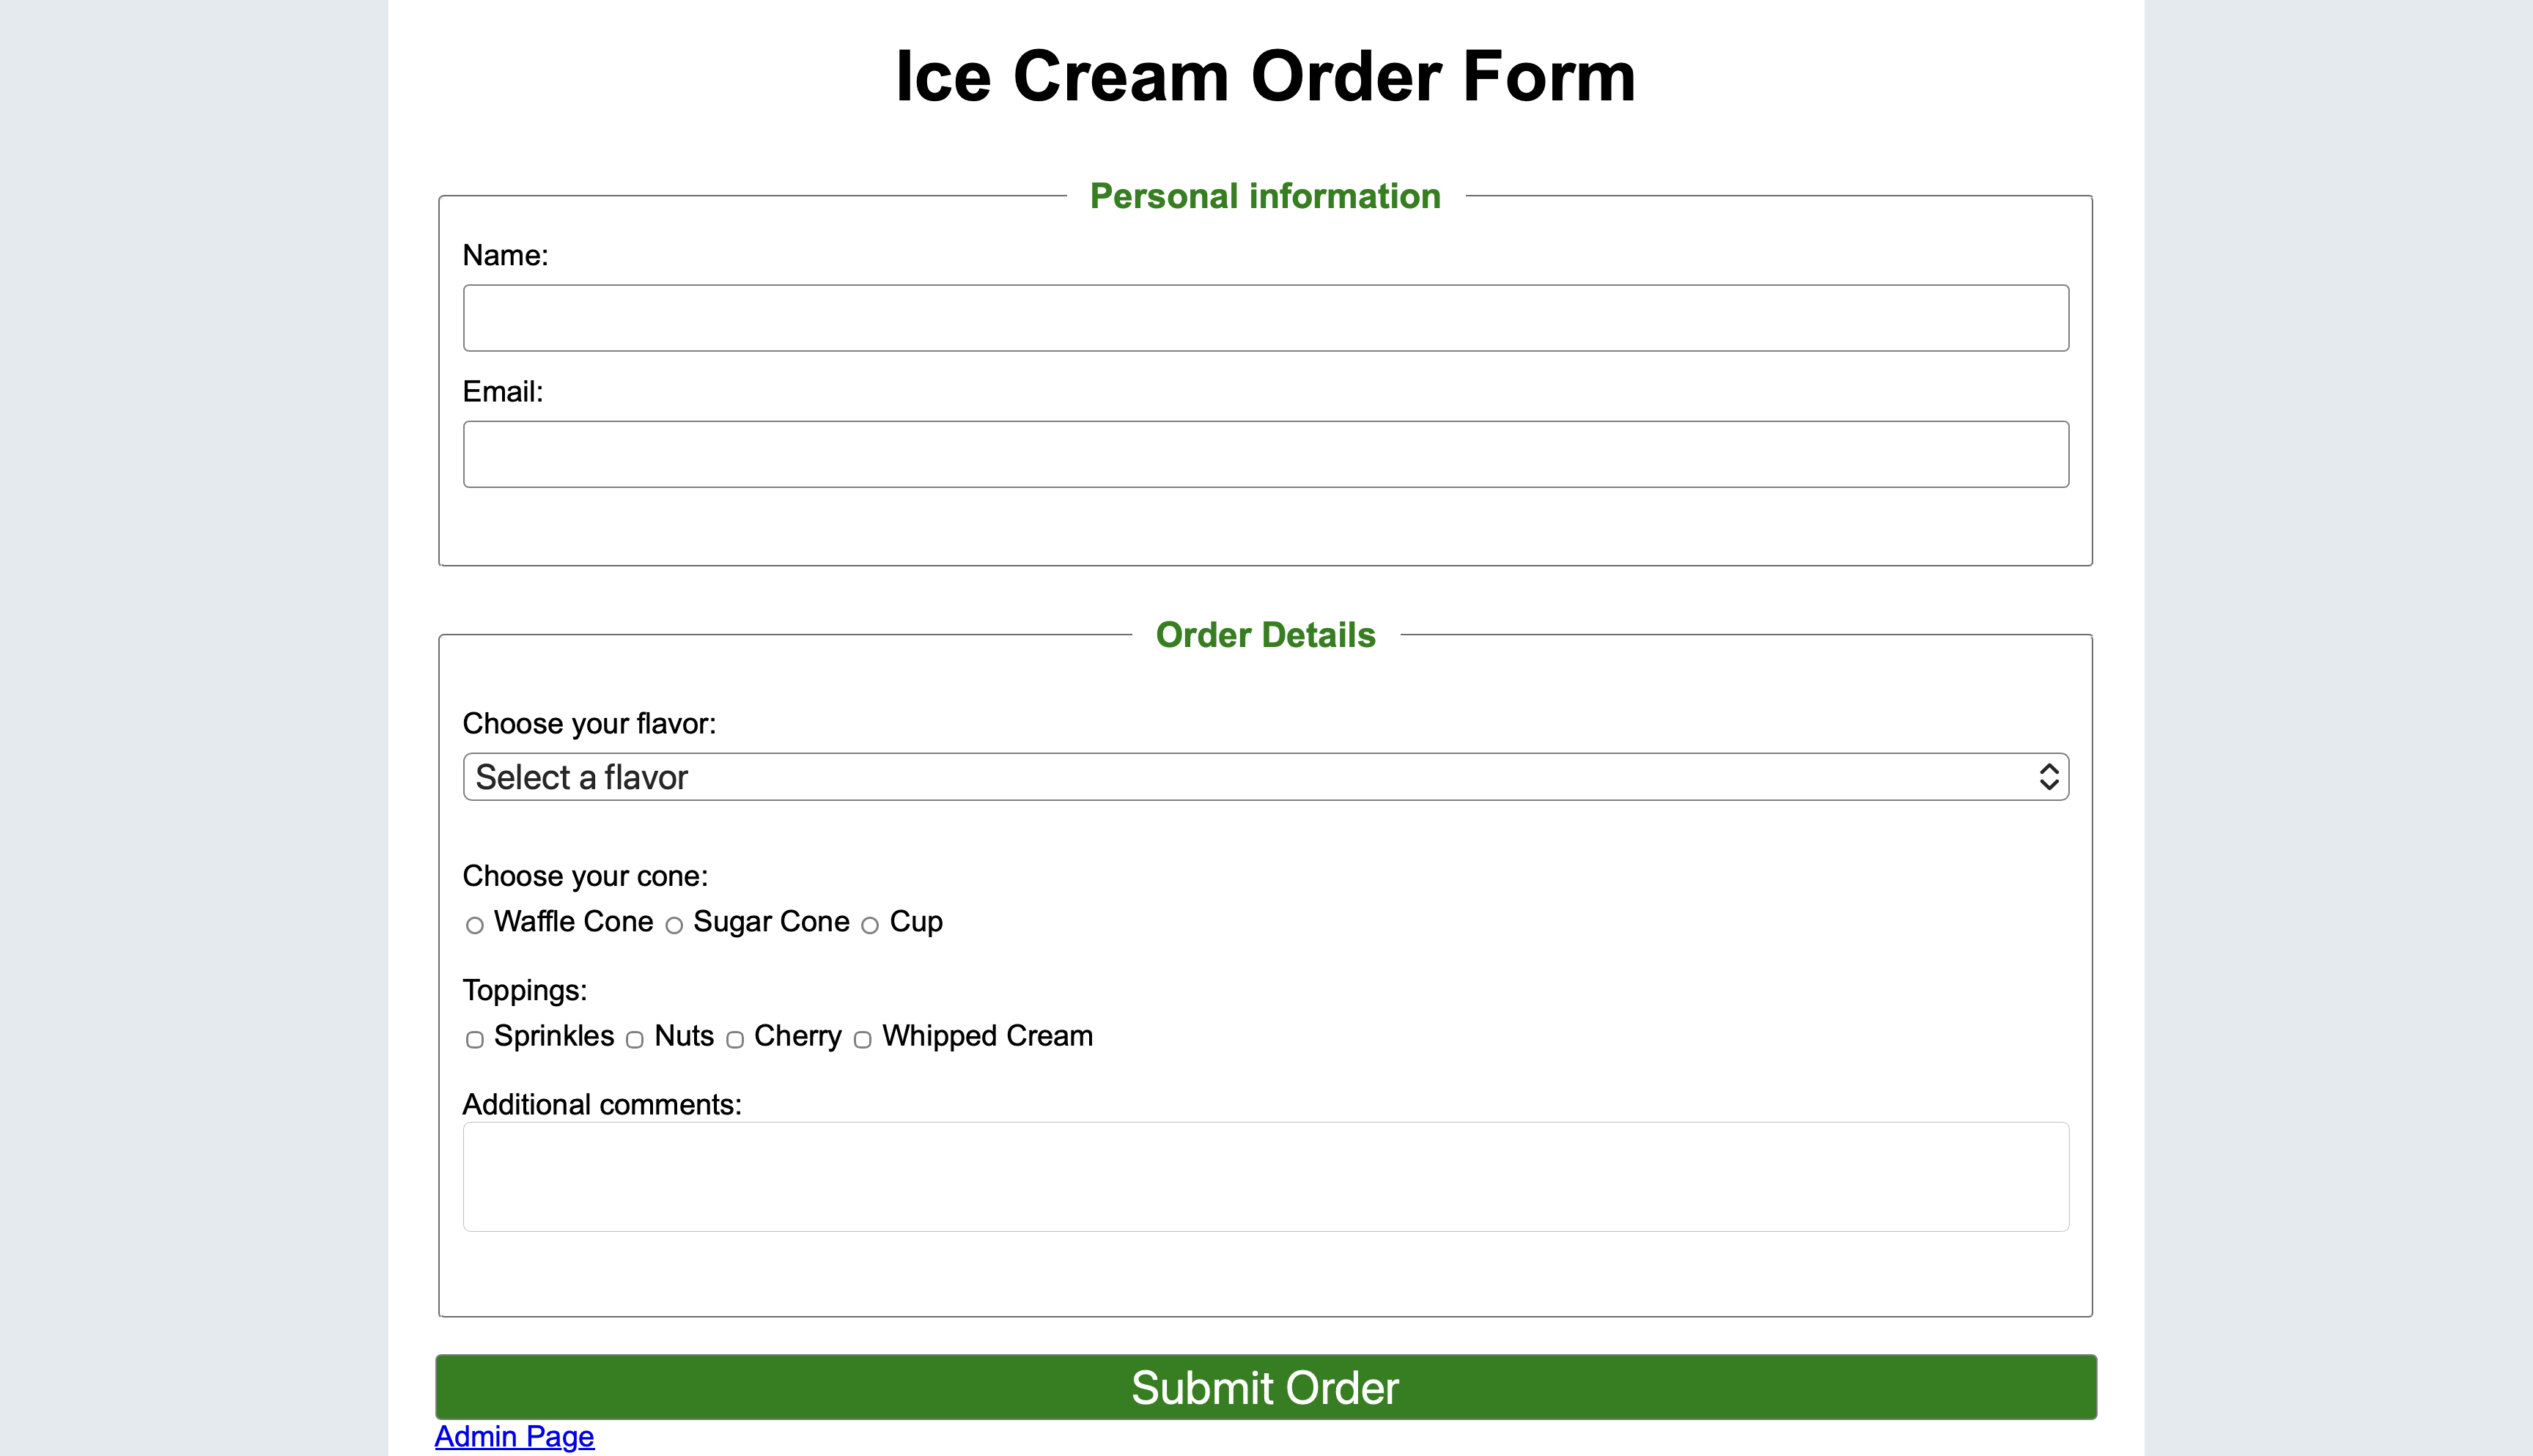 Ice Cream Order Form
Personal information
Name:
Email:
Order Details
Choose your flavor:
Select a flavor
Choose your cone:
Waffle Cone Sugar Cone Cup
Toppings:
Sprinkles Nuts Cherry Whipped Cream
Additional comments:
Submit Order
Admin Page